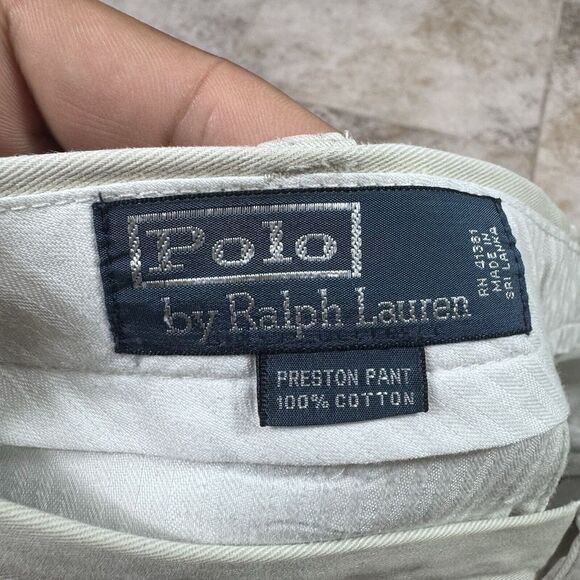 Polo
by Ralph Lauren
RN 41381
MADE IN
SRI LANKA
PRESTON PANT
100% COTTON